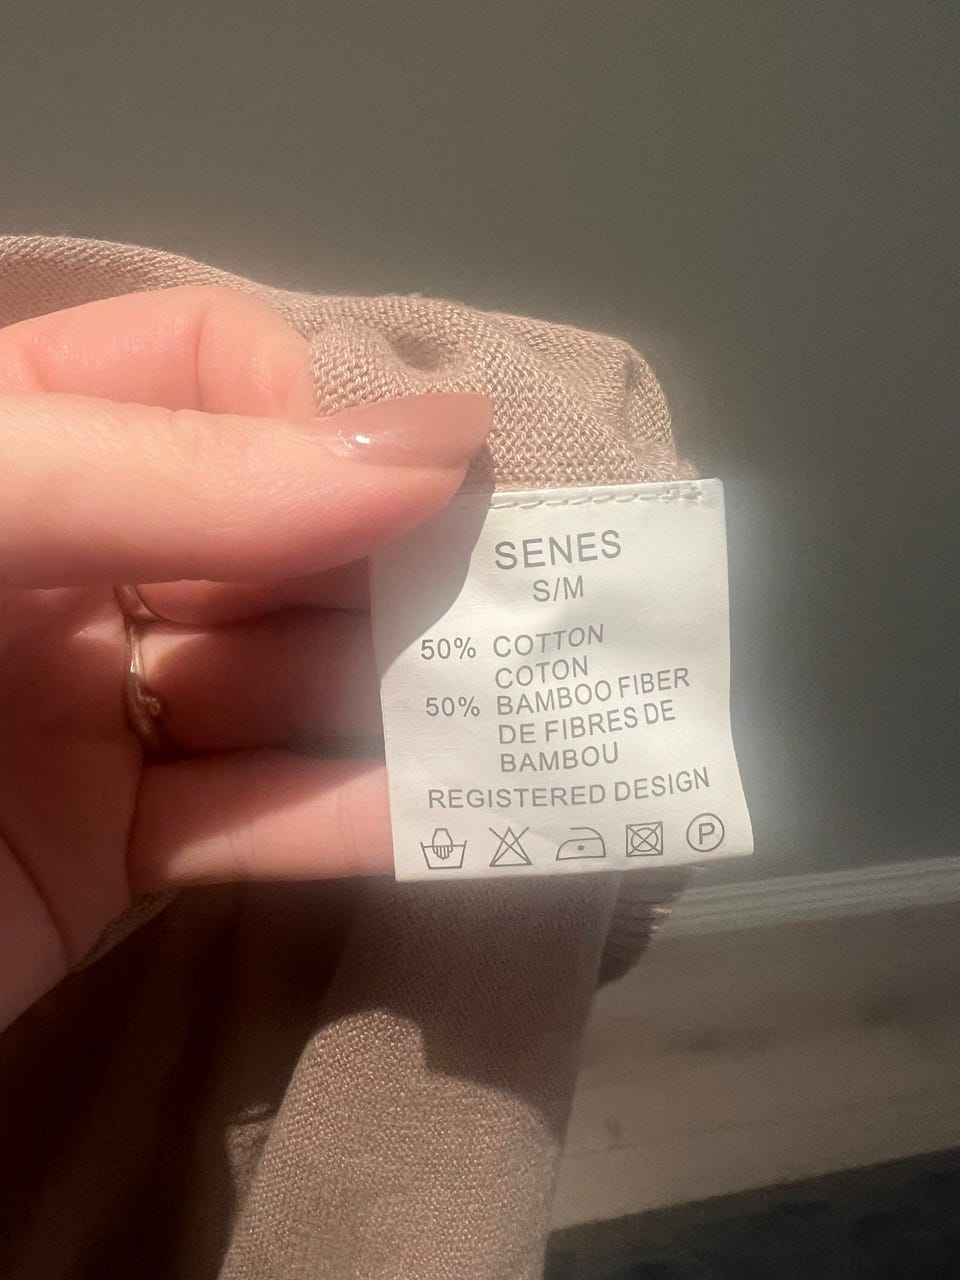 SENES
S/M
50% COTTON
COTON
50% BAMBOO FIBER
DE FIBRES DE
BAMBOU
REGISTERED DESIGN
P